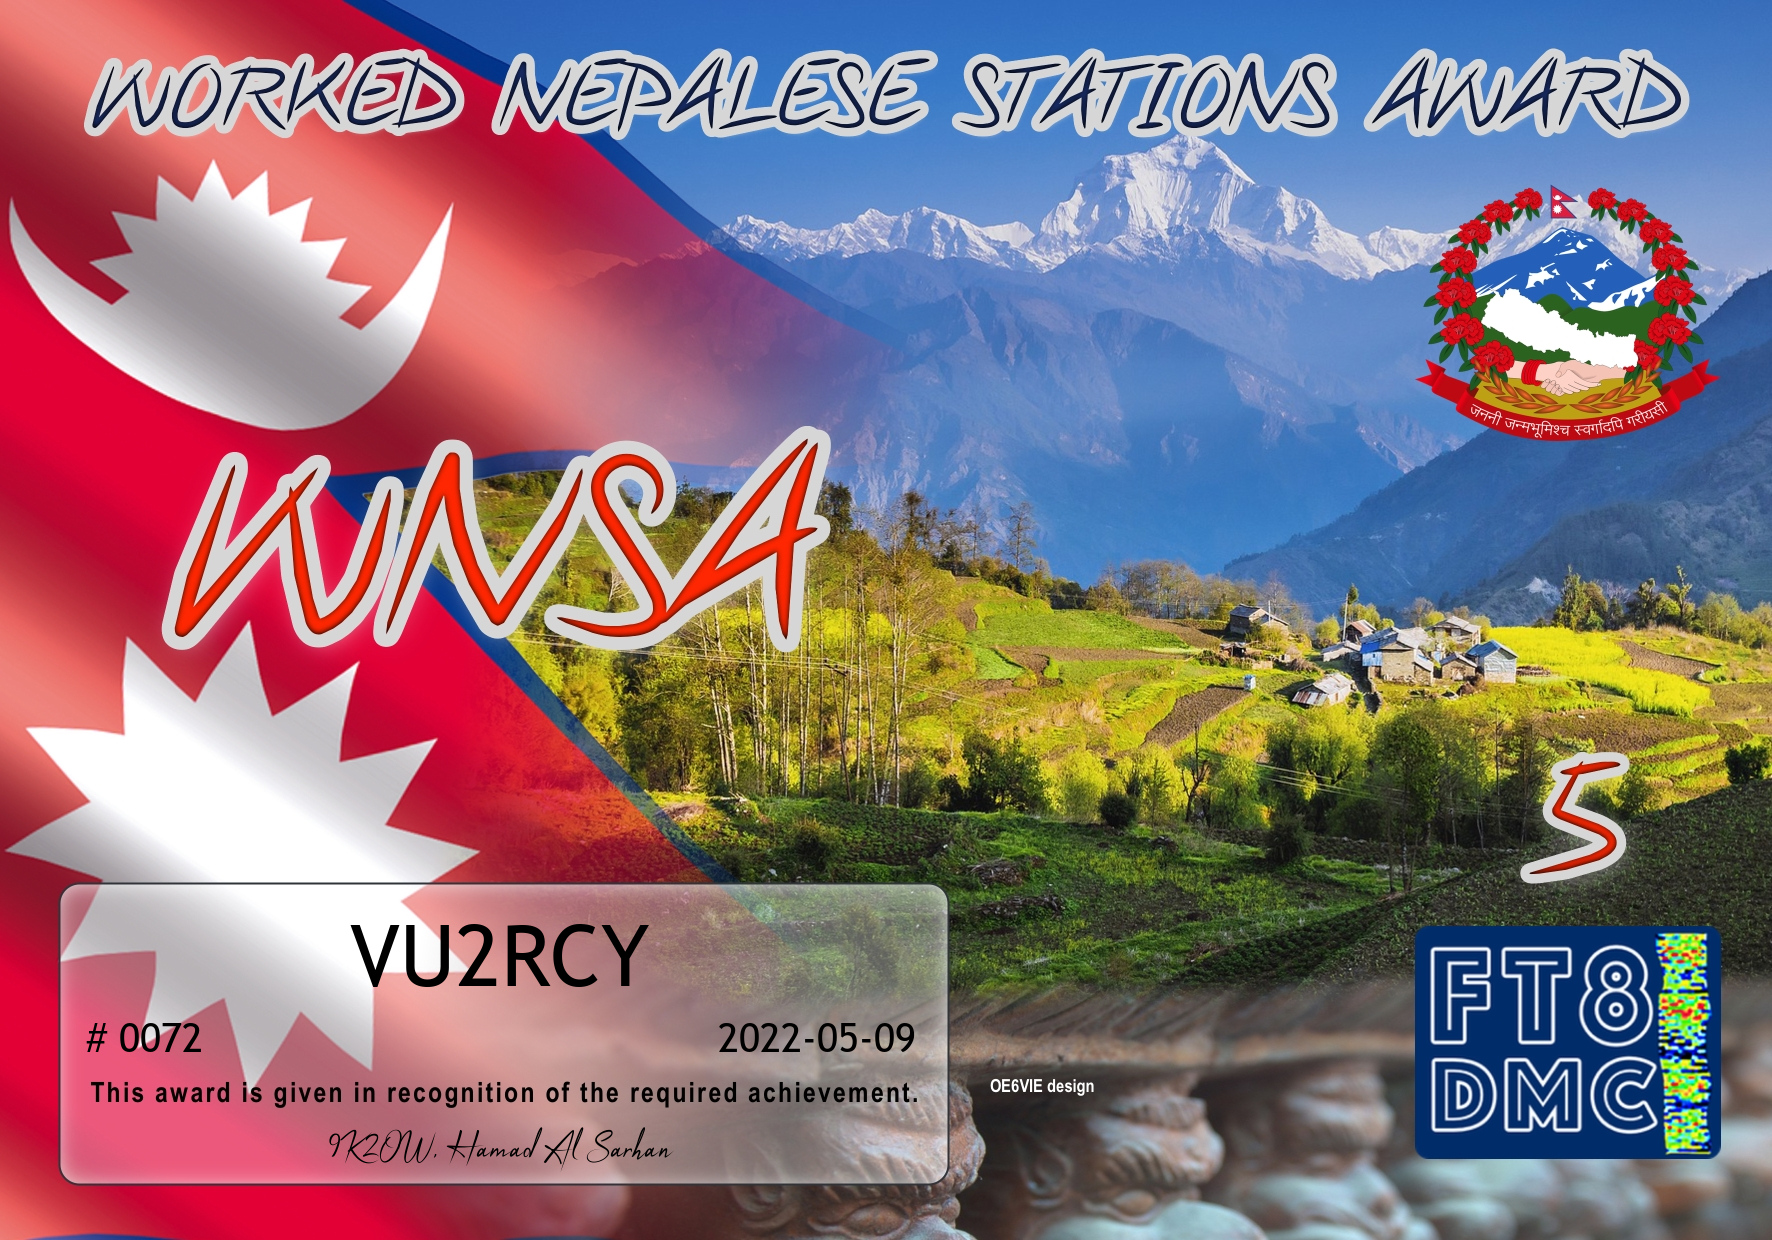 WORKED NEPALESE STATIONS AWARD
जननी जन्मभूमिश्च स्वर्गादपि गरीयसी
WNSA
5
VU2RCY
# 0072 2022-05-09
This award is given in recognition of the required achievement.
9K2OW, Hamad Al Sarhan
OE6VIE design
FT8
DMC